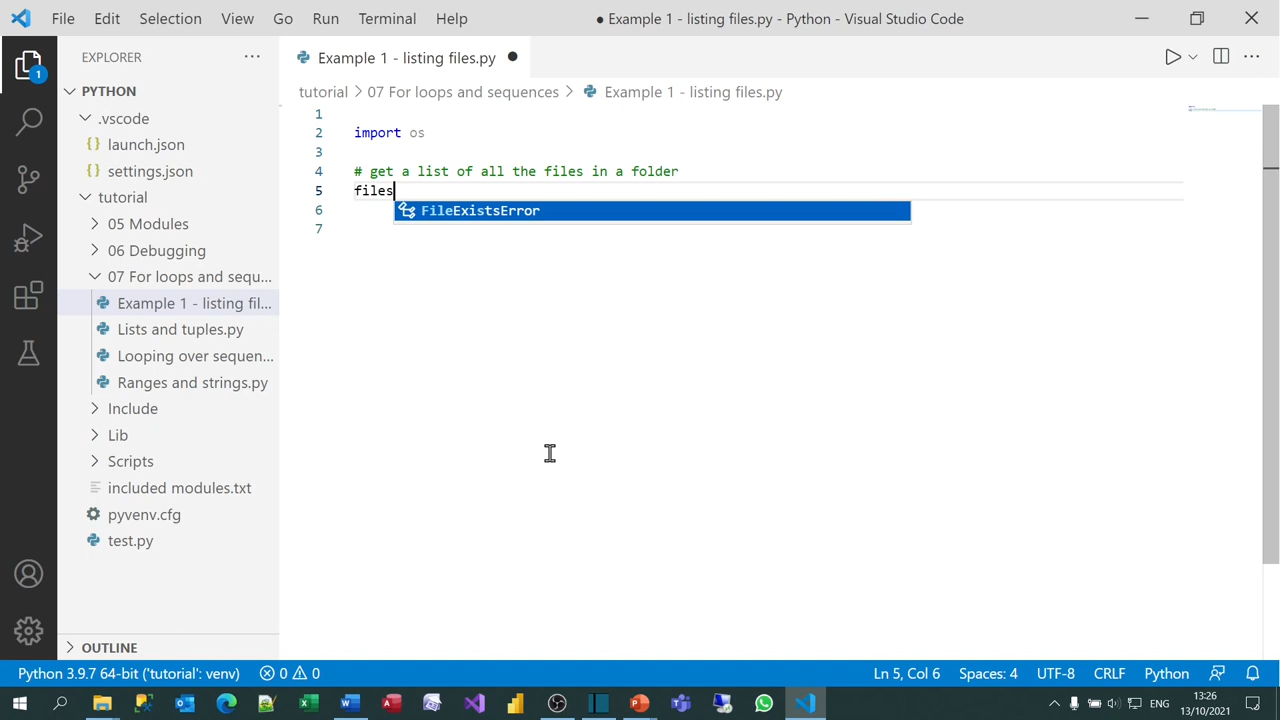 File Edit Selection View Go Run Terminal Help ● Example 1 - listing files.py - Python - Visual Studio Code
EXPLORER ···
Example 1 - listing files.py ●
1
PYTHON
tutorial > 07 For loops and sequences > Example 1 - listing files.py
.vscode
{} launch.json
{} settings.json
tutorial
05 Modules
06 Debugging
07 For loops and sequ...
Example 1 - listing fil...
Lists and tuples.py
Looping over sequen...
Ranges and strings.py
Include
Lib
Scripts
included modules.txt
pyvenv.cfg
test.py
OUTLINE
1
2 import os
3
4 # get a list of all the files in a folder
5 files
6 FileExistsError
7
Python 3.9.7 64-bit ('tutorial': venv) 0 0 Ln 5, Col 6 Spaces: 4 UTF-8 CRLF Python
ENG 13:26
13/10/2021